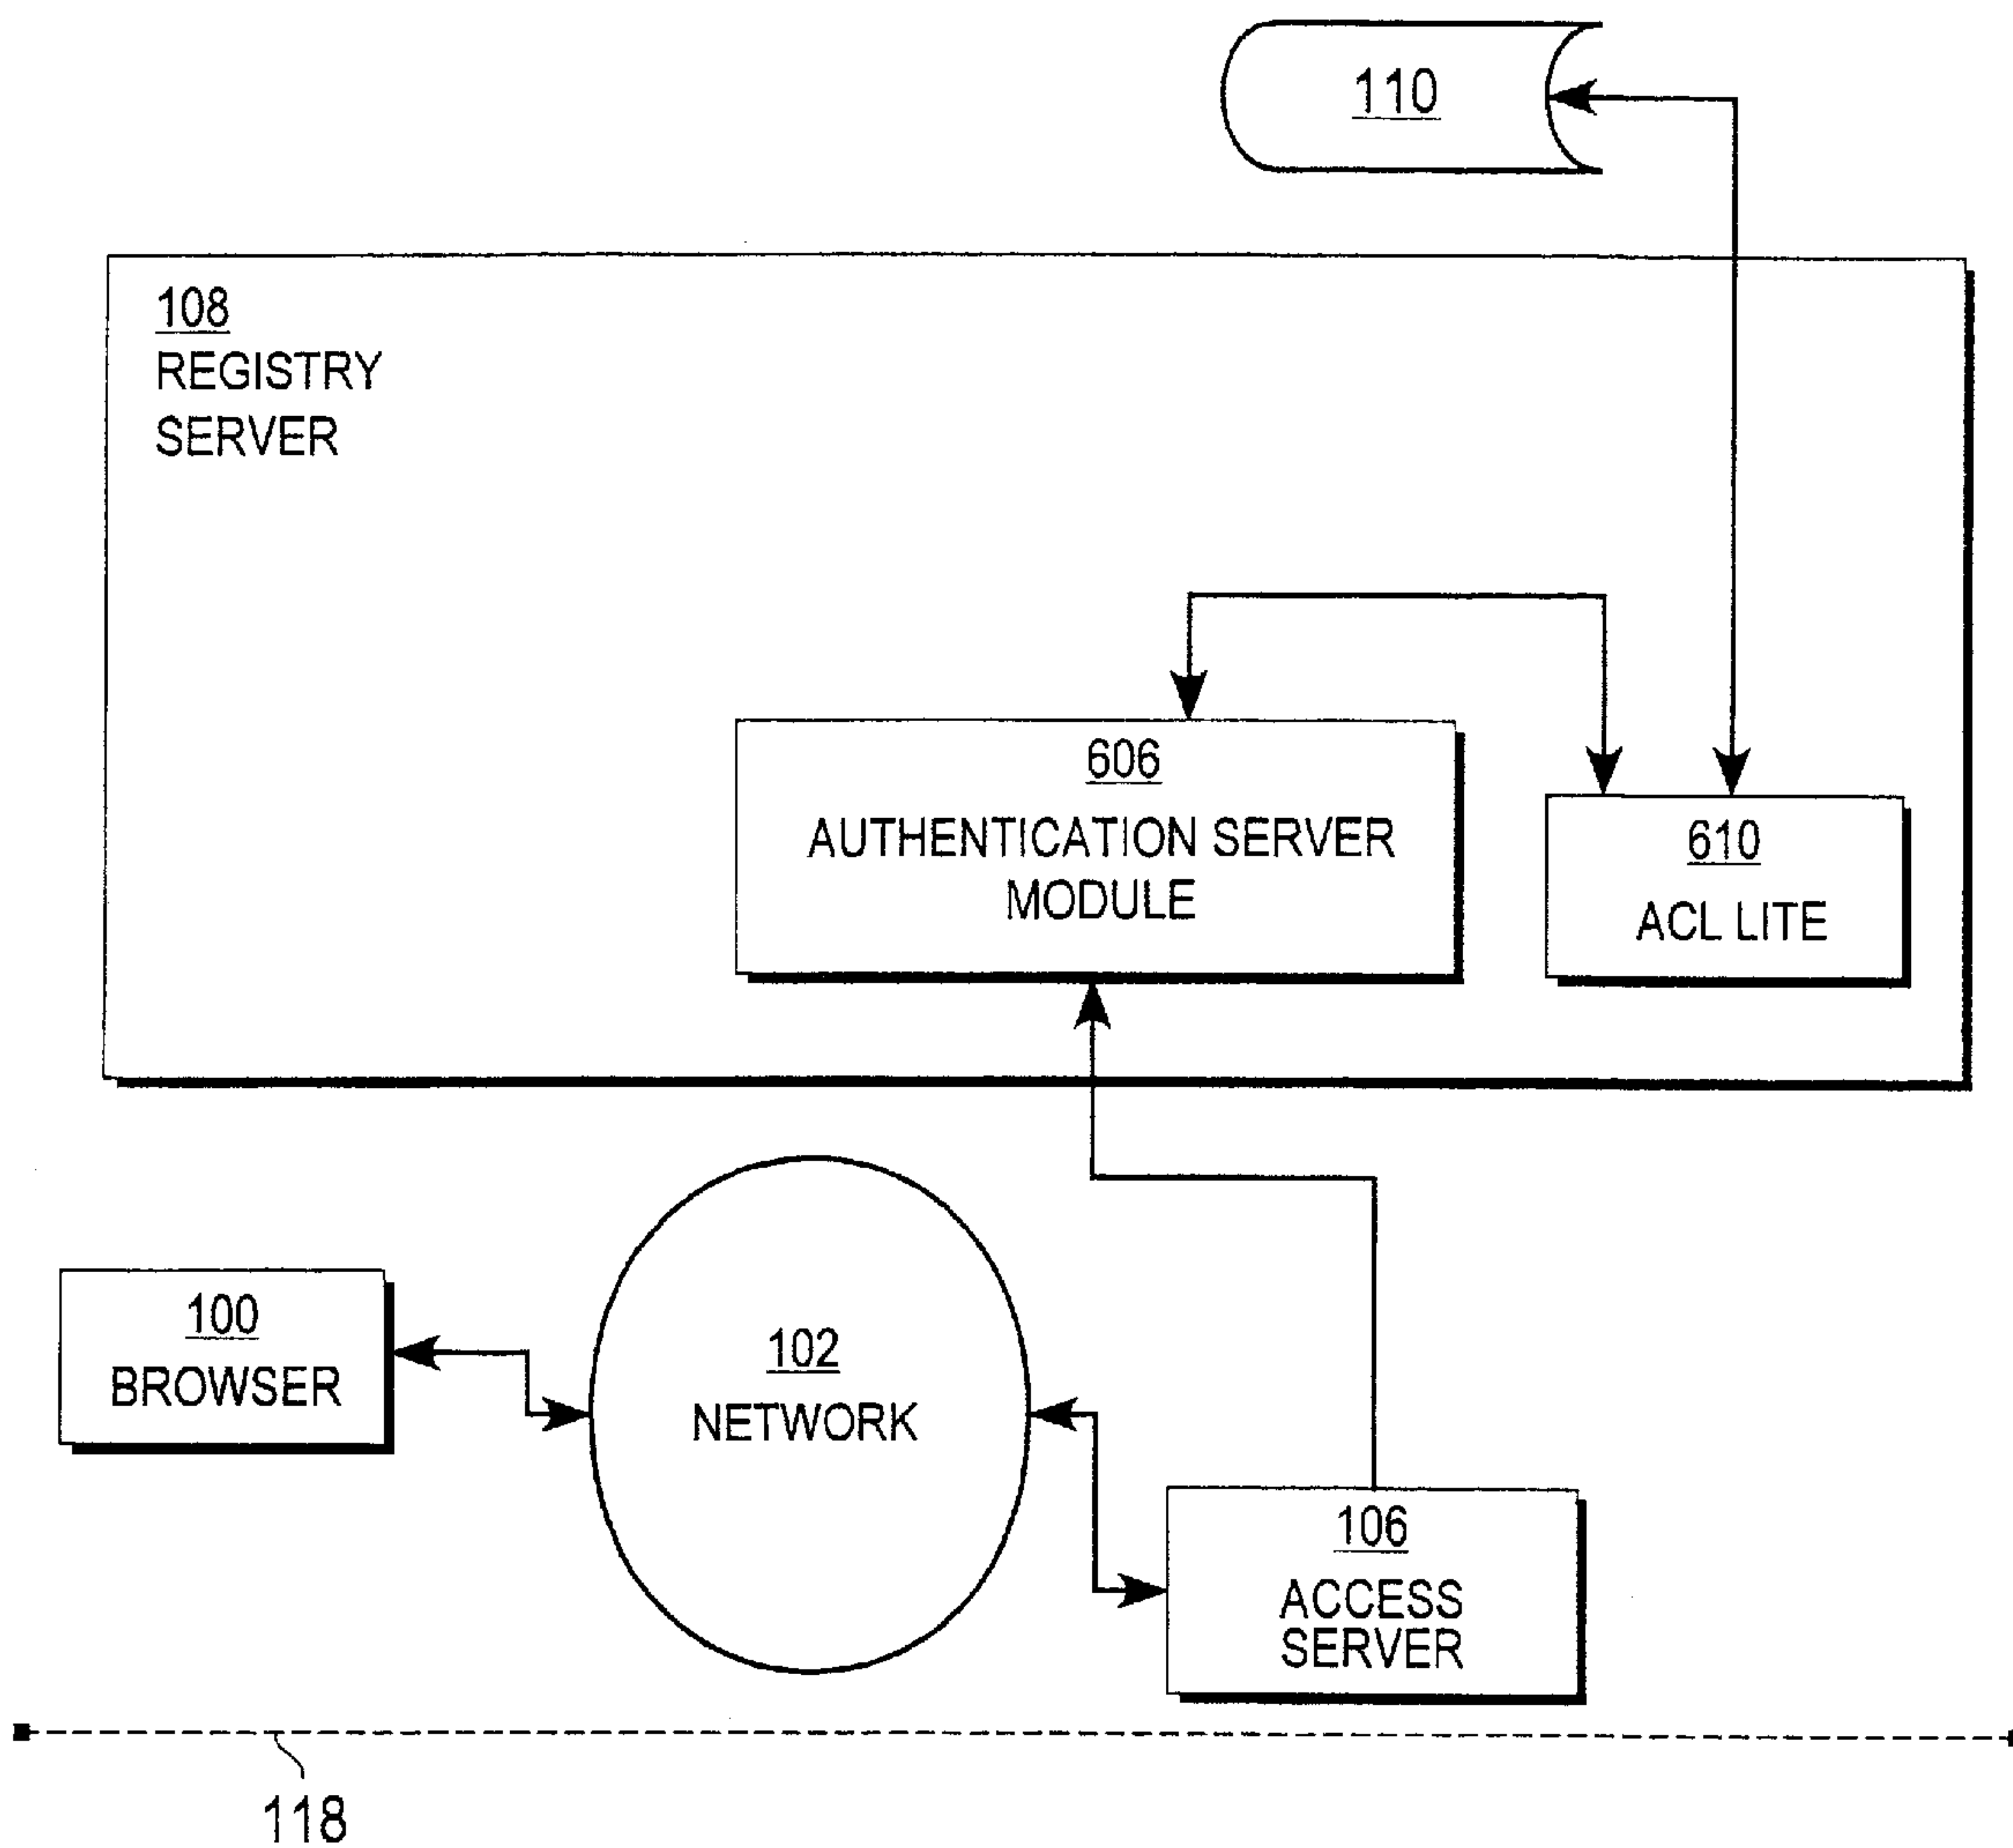 110
108
REGISTRY
SERVER
606
AUTHENTICATION SERVER
MODULE
610
ACL LITE
100
BROWSER
102
NETWORK
106
ACCESS
SERVER
118